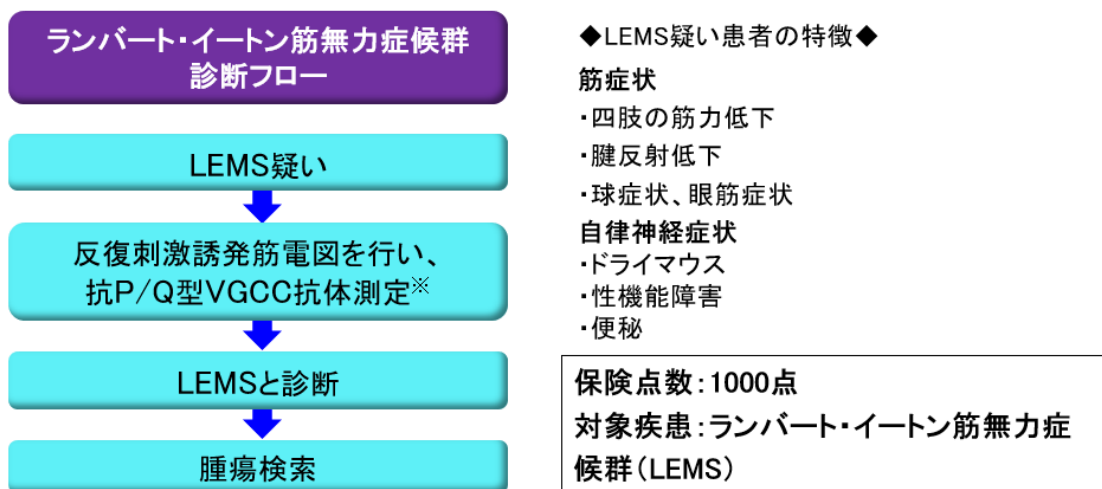 ランバート・イートン筋無力症候群
診断フロー
LEMS疑い
反復刺激誘発筋電図を行い、
抗P/Q型VGCC抗体測定※
LEMSと診断
腫瘍検索
◆LEMS疑い患者の特徴◆
筋症状
・四肢の筋力低下
・腱反射低下
・球症状、眼筋症状
自律神経症状
・ドライマウス
・性機能障害
・便秘
保険点数：1000点
対象疾患：ランバート・イートン筋無力症
候群（LEMS）